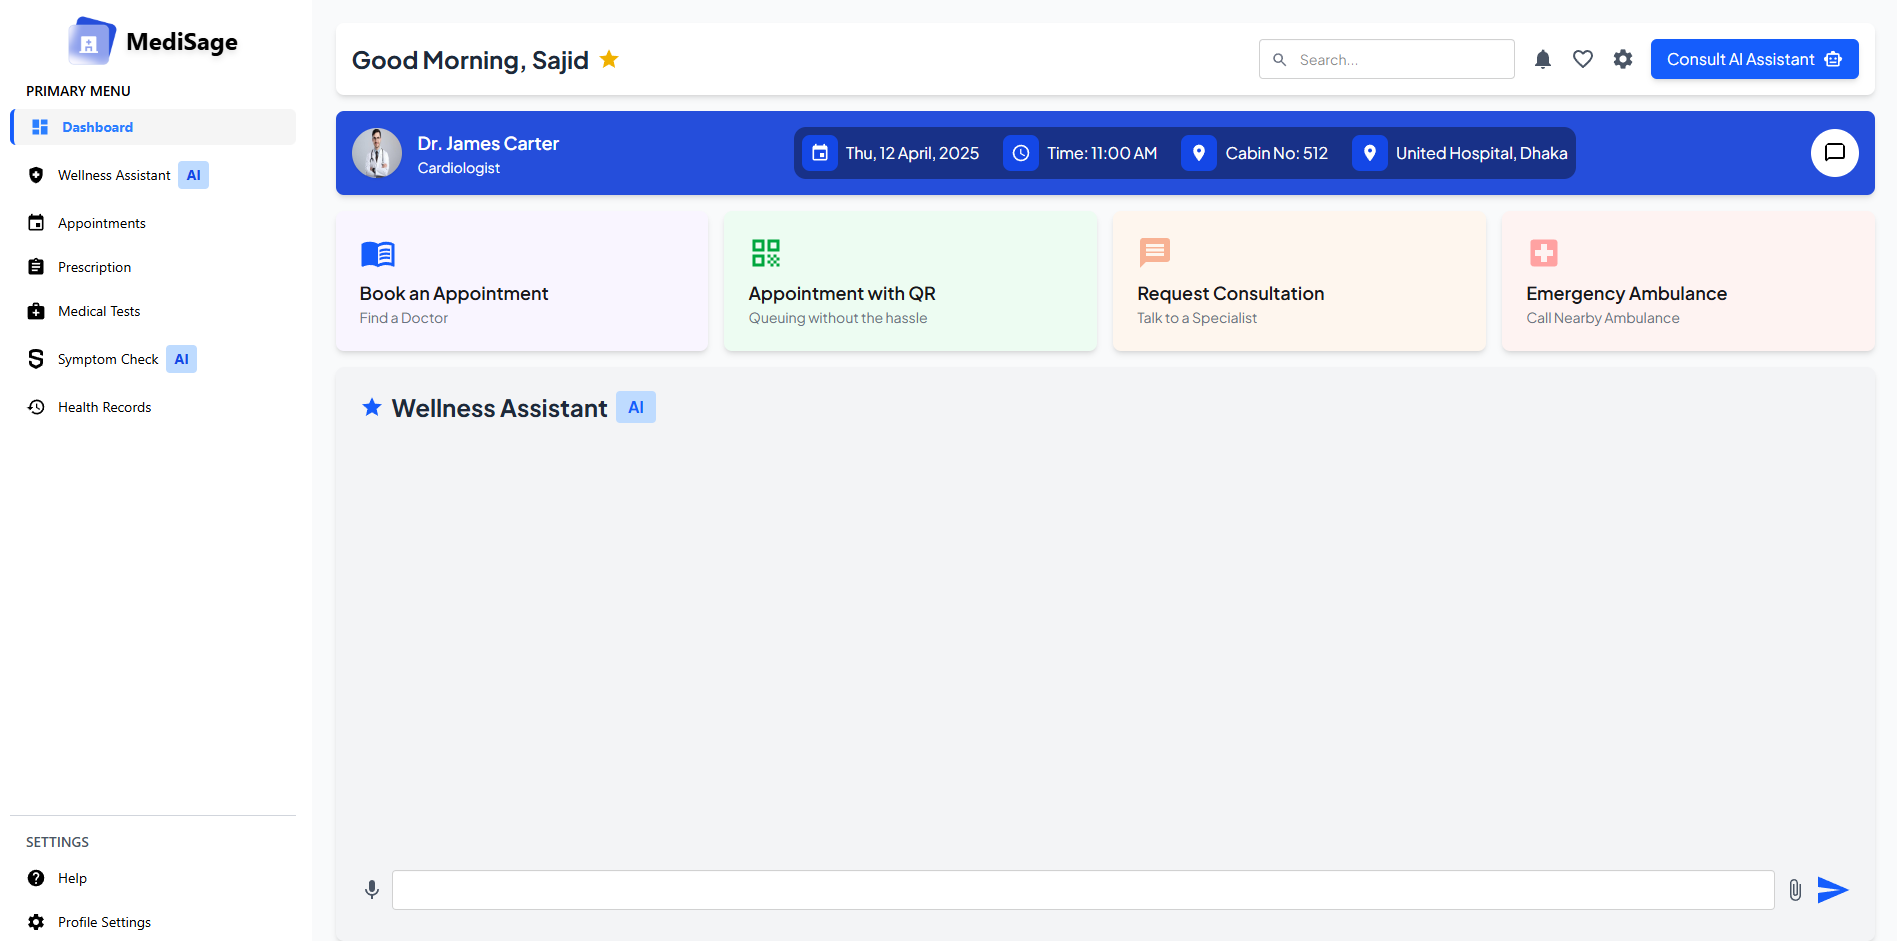 MediSage
PRIMARY MENU
Dashboard
Wellness Assistant AI
Appointments
Prescription
Medical Tests
Symptom Check AI
Health Records
SETTINGS
Help
Profile Settings
Good Morning, Sajid
Search...
Consult AI Assistant
Dr. James Carter
Cardiologist
Thu, 12 April, 2025
Time: 11:00 AM
Cabin No: 512
United Hospital, Dhaka
Book an Appointment
Find a Doctor
Appointment with QR
Queuing without the hassle
Request Consultation
Talk to a Specialist
Emergency Ambulance
Call Nearby Ambulance
Wellness Assistant AI